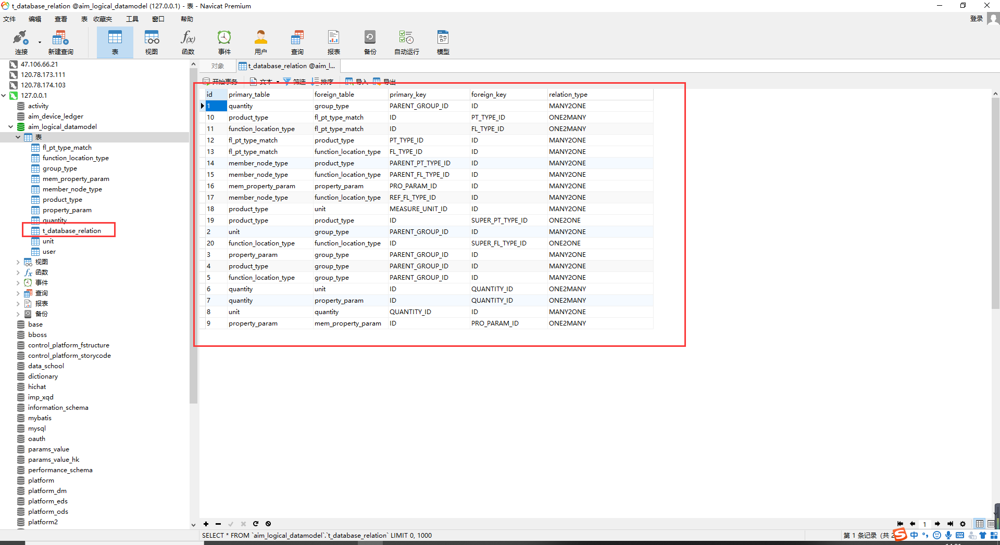 t_database_relation @aim_logical_datamodel (127.0.0.1) - 表 - Navicat Premium
文件 编辑 查看 表 收藏夹 工具 窗口 帮助 登录
连接 新建查询 表 视图 函数 事件 用户 查询 报表 备份 自动运行 模型
47.106.66.21
120.78.173.111
120.78.174.103
127.0.0.1
activity
aim_device_ledger
aim_logical_datamodel
表
fl_pt_type_match
function_location_type
group_type
mem_property_param
member_node_type
product_type
property_param
quantity
t_database_relation
unit
user
视图
函数
事件
查询
报表
备份
base
bboss
control_platform_fstructure
control_platform_storycode
data_school
dictionary
hichat
imp_xqd
information_schema
mybatis
mysql
oauth
params_value
params_value_hk
performance_schema
platform
platform_dm
platform_eds
platform_ods
platform2
对象 t_database_relation @aim_l...
开始事务 文本 筛选 排序 导入 导出
id primary_table foreign_table primary_key foreign_key relation_type
1 quantity group_type PARENT_GROUP_ID ID MANY2ONE
10 product_type fl_pt_type_match ID PT_TYPE_ID ONE2MANY
11 function_location_type fl_pt_type_match ID FL_TYPE_ID ONE2MANY
12 fl_pt_type_match product_type PT_TYPE_ID ID MANY2ONE
13 fl_pt_type_match function_location_type FL_TYPE_ID ID MANY2ONE
14 member_node_type product_type PARENT_PT_TYPE_ID ID MANY2ONE
15 member_node_type function_location_type PARENT_FL_TYPE_ID ID MANY2ONE
16 mem_property_param property_param PRO_PARAM_ID ID MANY2ONE
17 member_node_type function_location_type REF_FL_TYPE_ID ID MANY2ONE
18 product_type unit MEASURE_UNIT_ID ID MANY2ONE
19 product_type product_type ID SUPER_PT_TYPE_ID ONE2ONE
2 unit group_type PARENT_GROUP_ID ID MANY2ONE
20 function_location_type function_location_type ID SUPER_FL_TYPE_ID ONE2ONE
3 property_param group_type PARENT_GROUP_ID ID MANY2ONE
4 product_type group_type PARENT_GROUP_ID ID MANY2ONE
5 function_location_type group_type PARENT_GROUP_ID ID MANY2ONE
6 quantity unit ID QUANTITY_ID ONE2MANY
7 quantity property_param ID QUANTITY_ID ONE2MANY
8 unit quantity QUANTITY_ID ID MANY2ONE
9 property_param mem_property_param ID PRO_PARAM_ID ONE2MANY
1
SELECT * FROM `aim_logical_datamodel`.`t_database_relation` LIMIT 0, 1000
第 1 条记录 (共 2
中